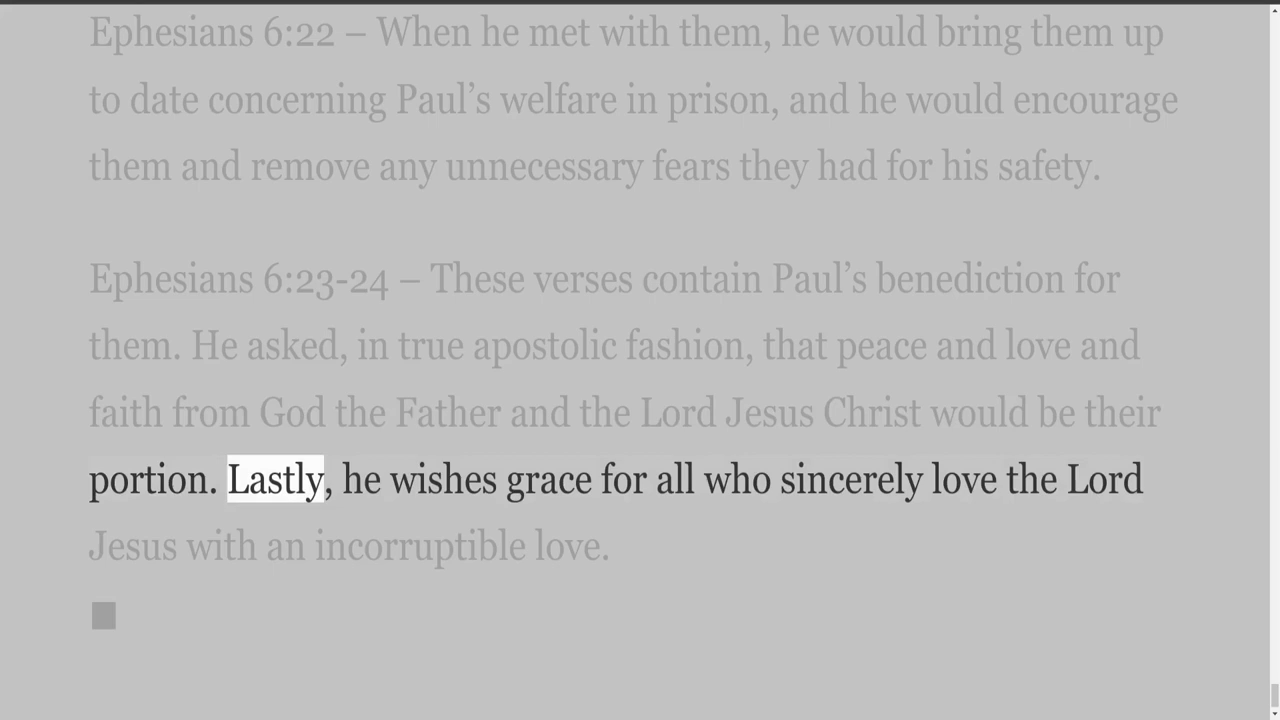 Ephesians 6:22 – When he met with them, he would bring them up
to date concerning Paul’s welfare in prison, and he would encourage
them and remove any unnecessary fears they had for his safety.
Ephesians 6:23-24 – These verses contain Paul’s benediction for
them. He asked, in true apostolic fashion, that peace and love and
faith from God the Father and the Lord Jesus Christ would be their
portion. Lastly, he wishes grace for all who sincerely love the Lord
Jesus with an incorruptible love.